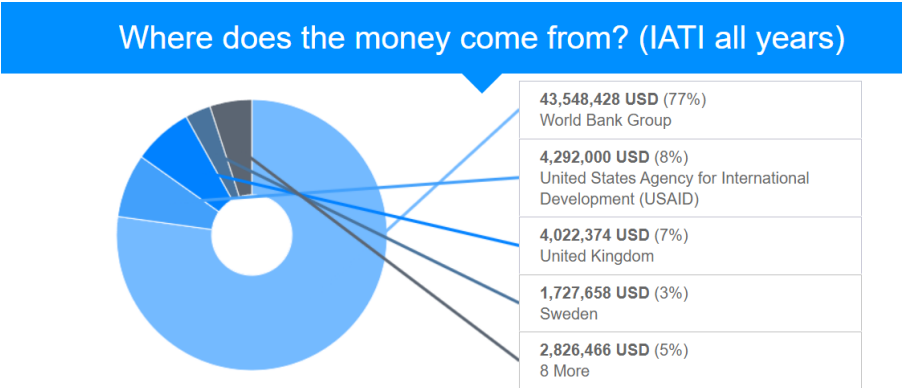 Where does the money come from? (IATI all years)
43,548,428 USD (77%)
World Bank Group
4,292,000 USD (8%)
United States Agency for International
Development (USAID)
4,022,374 USD (7%)
United Kingdom
1,727,658 USD (3%)
Sweden
2,826,466 USD (5%)
8 More